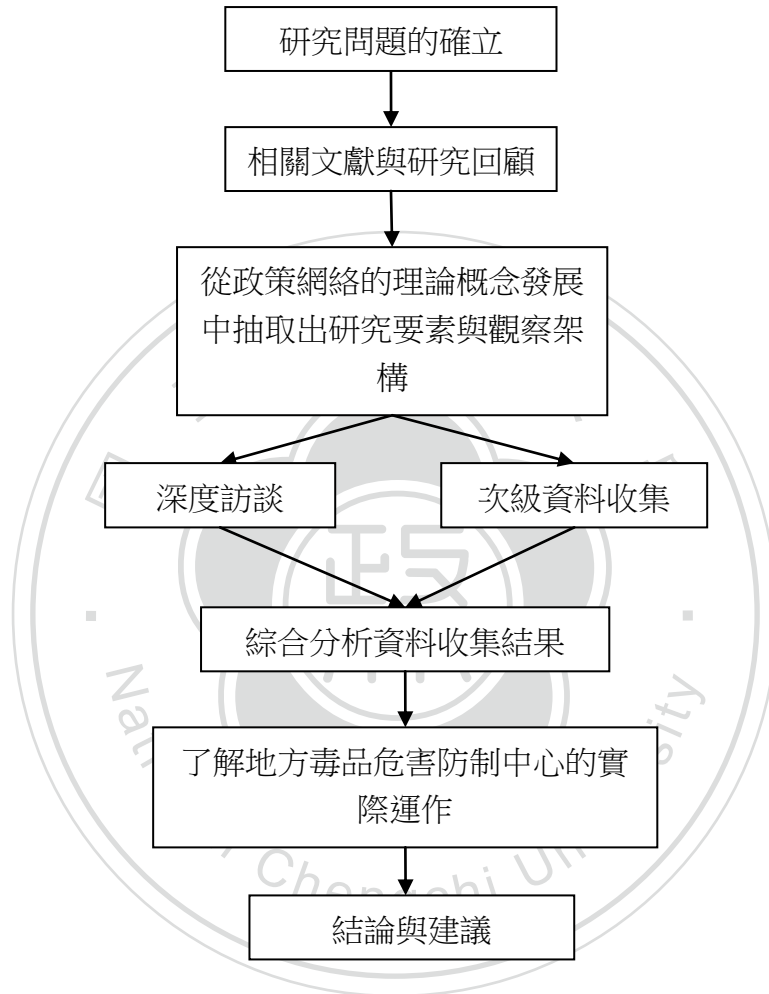 研究問題的確立
相關文獻與研究回顧
從政策網絡的理論概念發展
中抽取出研究要素與觀察架
構
深度訪談
次級資料收集
政
綜合分析資料收集結果
了解地方毒品危害防制中心的實
際運作
Chengchi
結論與建議